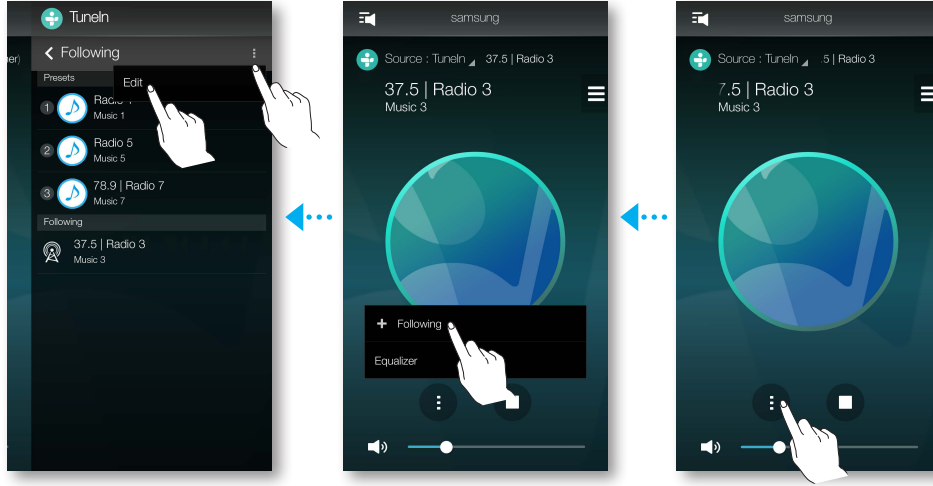 TuneIn
er)
Following
Presets
Edit
1
Music 1
2
Radio 5
Music 5
3
78.9 | Radio 7
Music 7
Following
37.5 | Radio 3
Music 3
samsung
Source : TuneIn 37.5 | Radio 3
37.5 | Radio 3
Music 3
+ Following
Equalizer
samsung
Source : TuneIn .5 | Radio 3
7.5 | Radio 3
Music 3